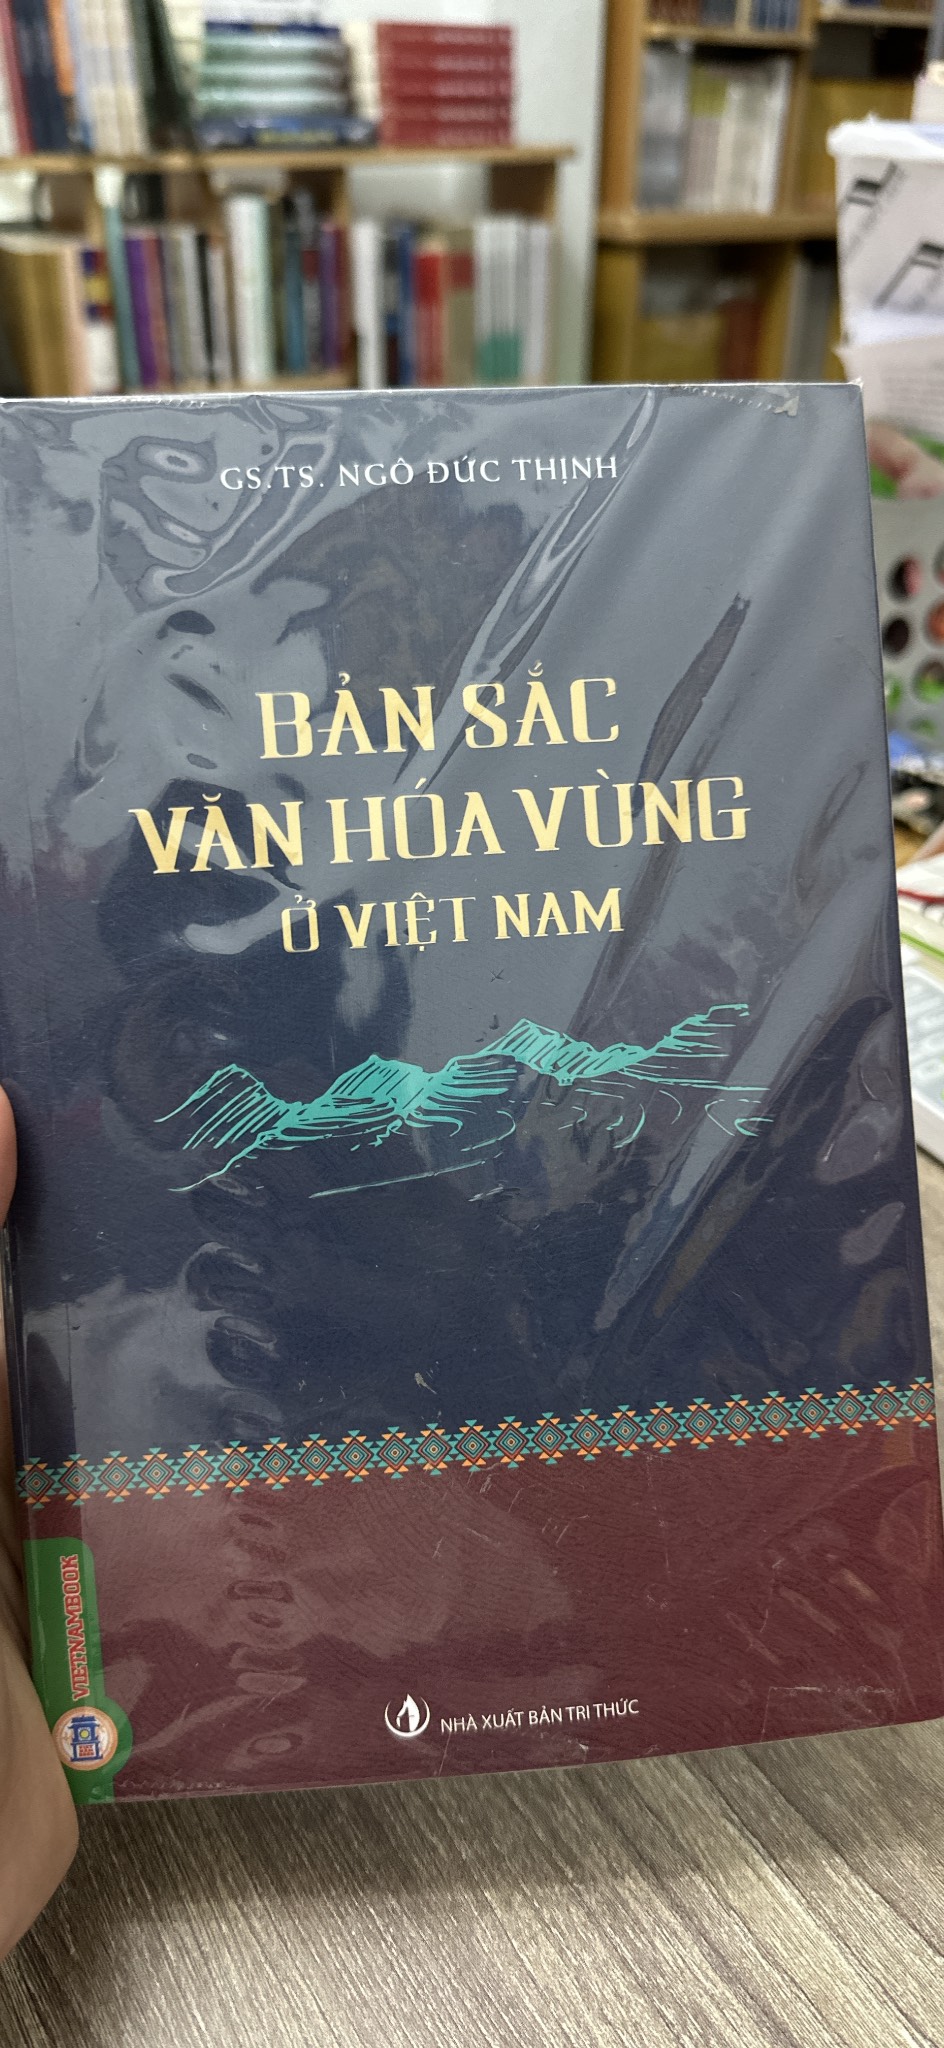 GS.TS. NGÔ ĐỨC THỊNH
BẢN SẮC
VĂN HÓA VÙNG
Ở VIỆT NAM
VIETNAMBOOK
NHÀ XUẤT BẢN TRI THỨC